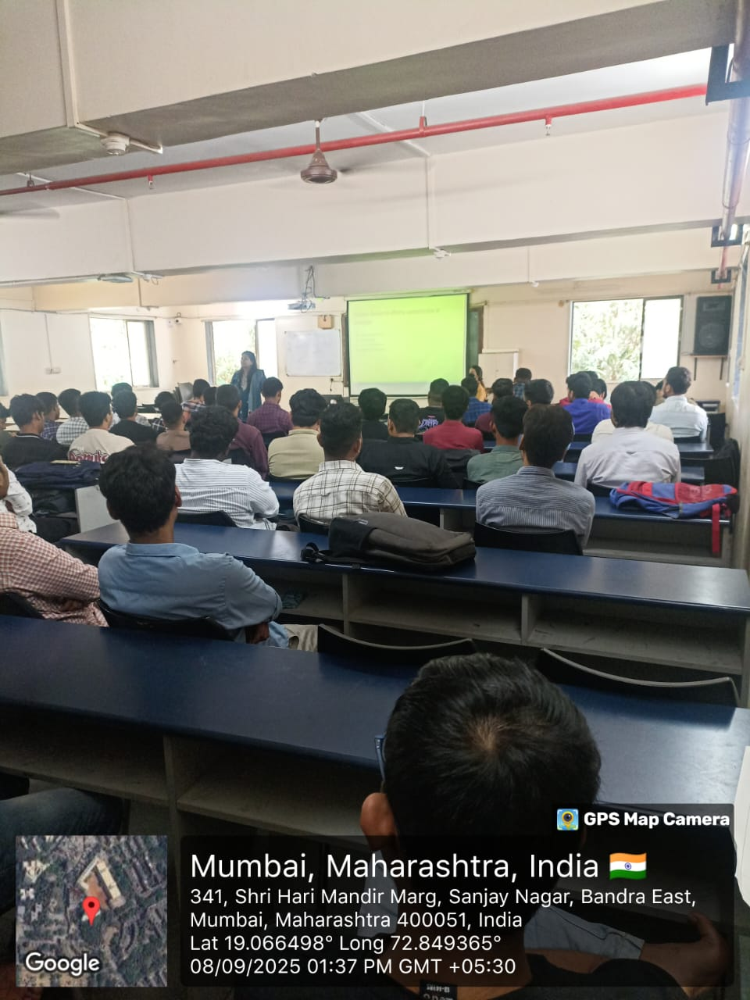 GPS Map Camera
Mumbai, Maharashtra, India 🇮🇳
341, Shri Hari Mandir Marg, Sanjay Nagar, Bandra East,
Mumbai, Maharashtra 400051, India
Lat 19.066498° Long 72.849365°
08/09/2025 01:37 PM GMT +05:30
Google